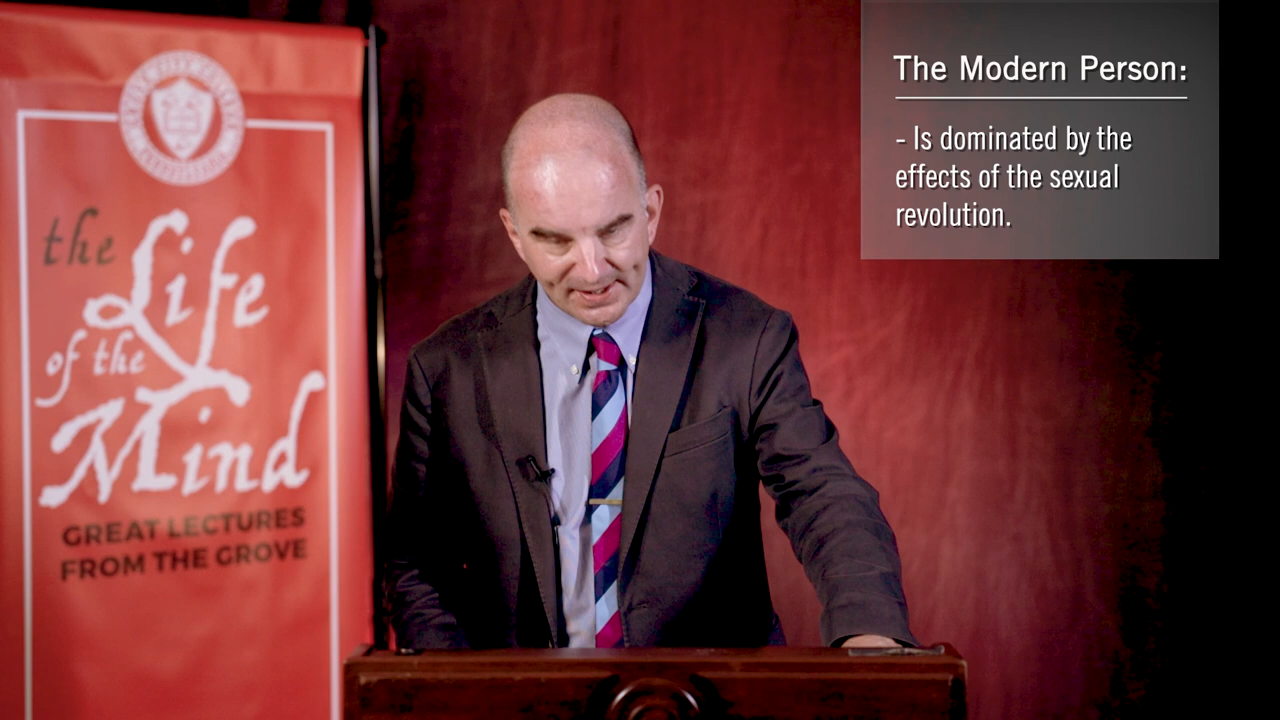 the
Life
of the
Mind
GREAT LECTURES
FROM THE GROVE
The Modern Person:
- Is dominated by the
effects of the sexual
revolution.